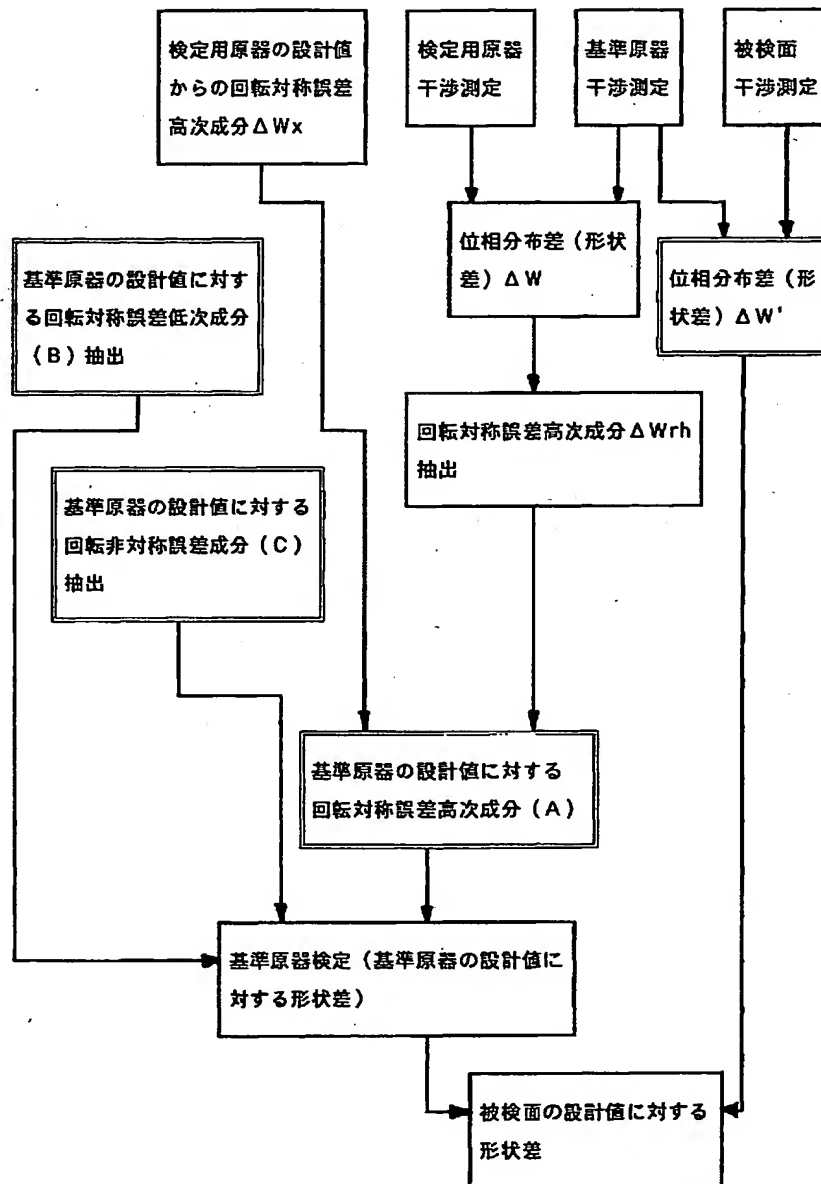 検定用原器の設計値
からの回転対称誤差
高次成分ΔWx
検定用原器
干渉測定
基準原器
干渉測定
被検面
干渉測定
位相分布差（形状
差）ΔW
位相分布差（形
状差）ΔW'
基準原器の設計値に対す
る回転対称誤差低次成分
（B）抽出
回転対称誤差高次成分ΔWrh
抽出
基準原器の設計値に対する
回転非対称誤差成分（C）
抽出
基準原器の設計値に対する
回転対称誤差高次成分（A）
基準原器検定（基準原器の設計値に
対する形状差）
被検面の設計値に対する
形状差